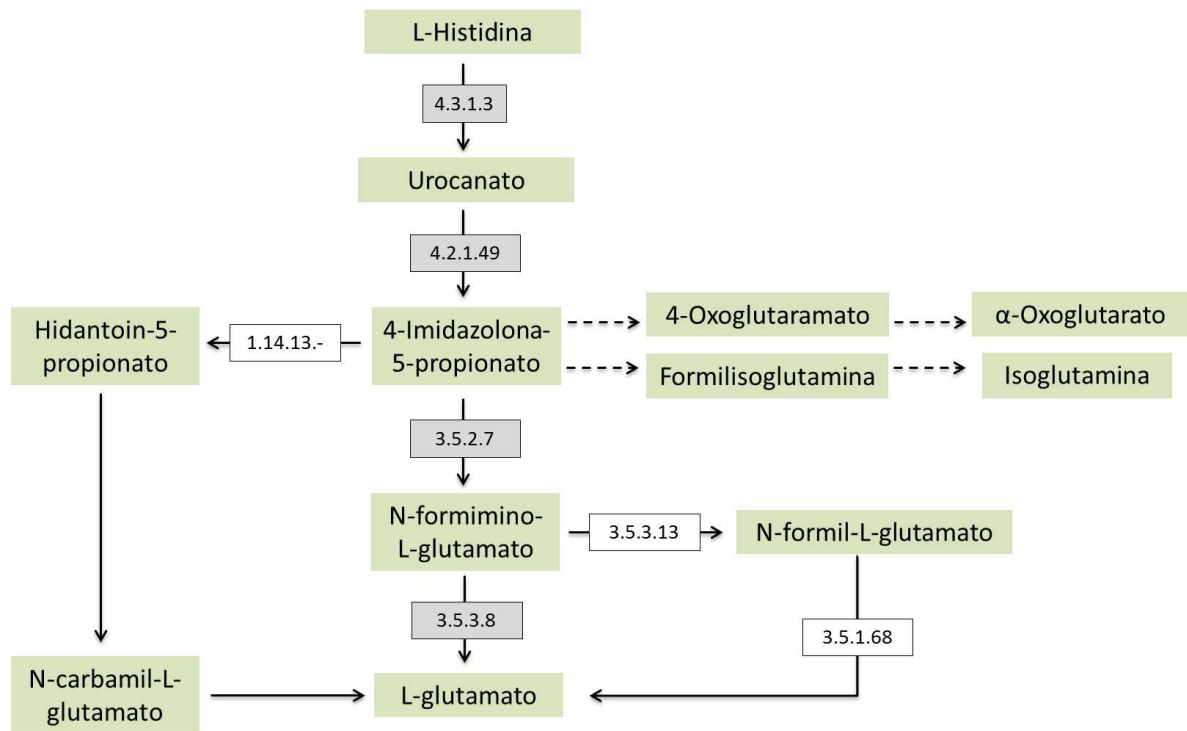 L-Histidina
4.3.1.3
Urocanato
4.2.1.49
Hidantoin-5-
propionato
1.14.13.-
4-Imidazolona-
5-propionato
4-Oxoglutaramato
α-Oxoglutarato
Formilisoglutamina
Isoglutamina
3.5.2.7
N-formimino-
L-glutamato
3.5.3.13
N-formil-L-glutamato
3.5.3.8
3.5.1.68
N-carbamil-L-
glutamato
L-glutamato